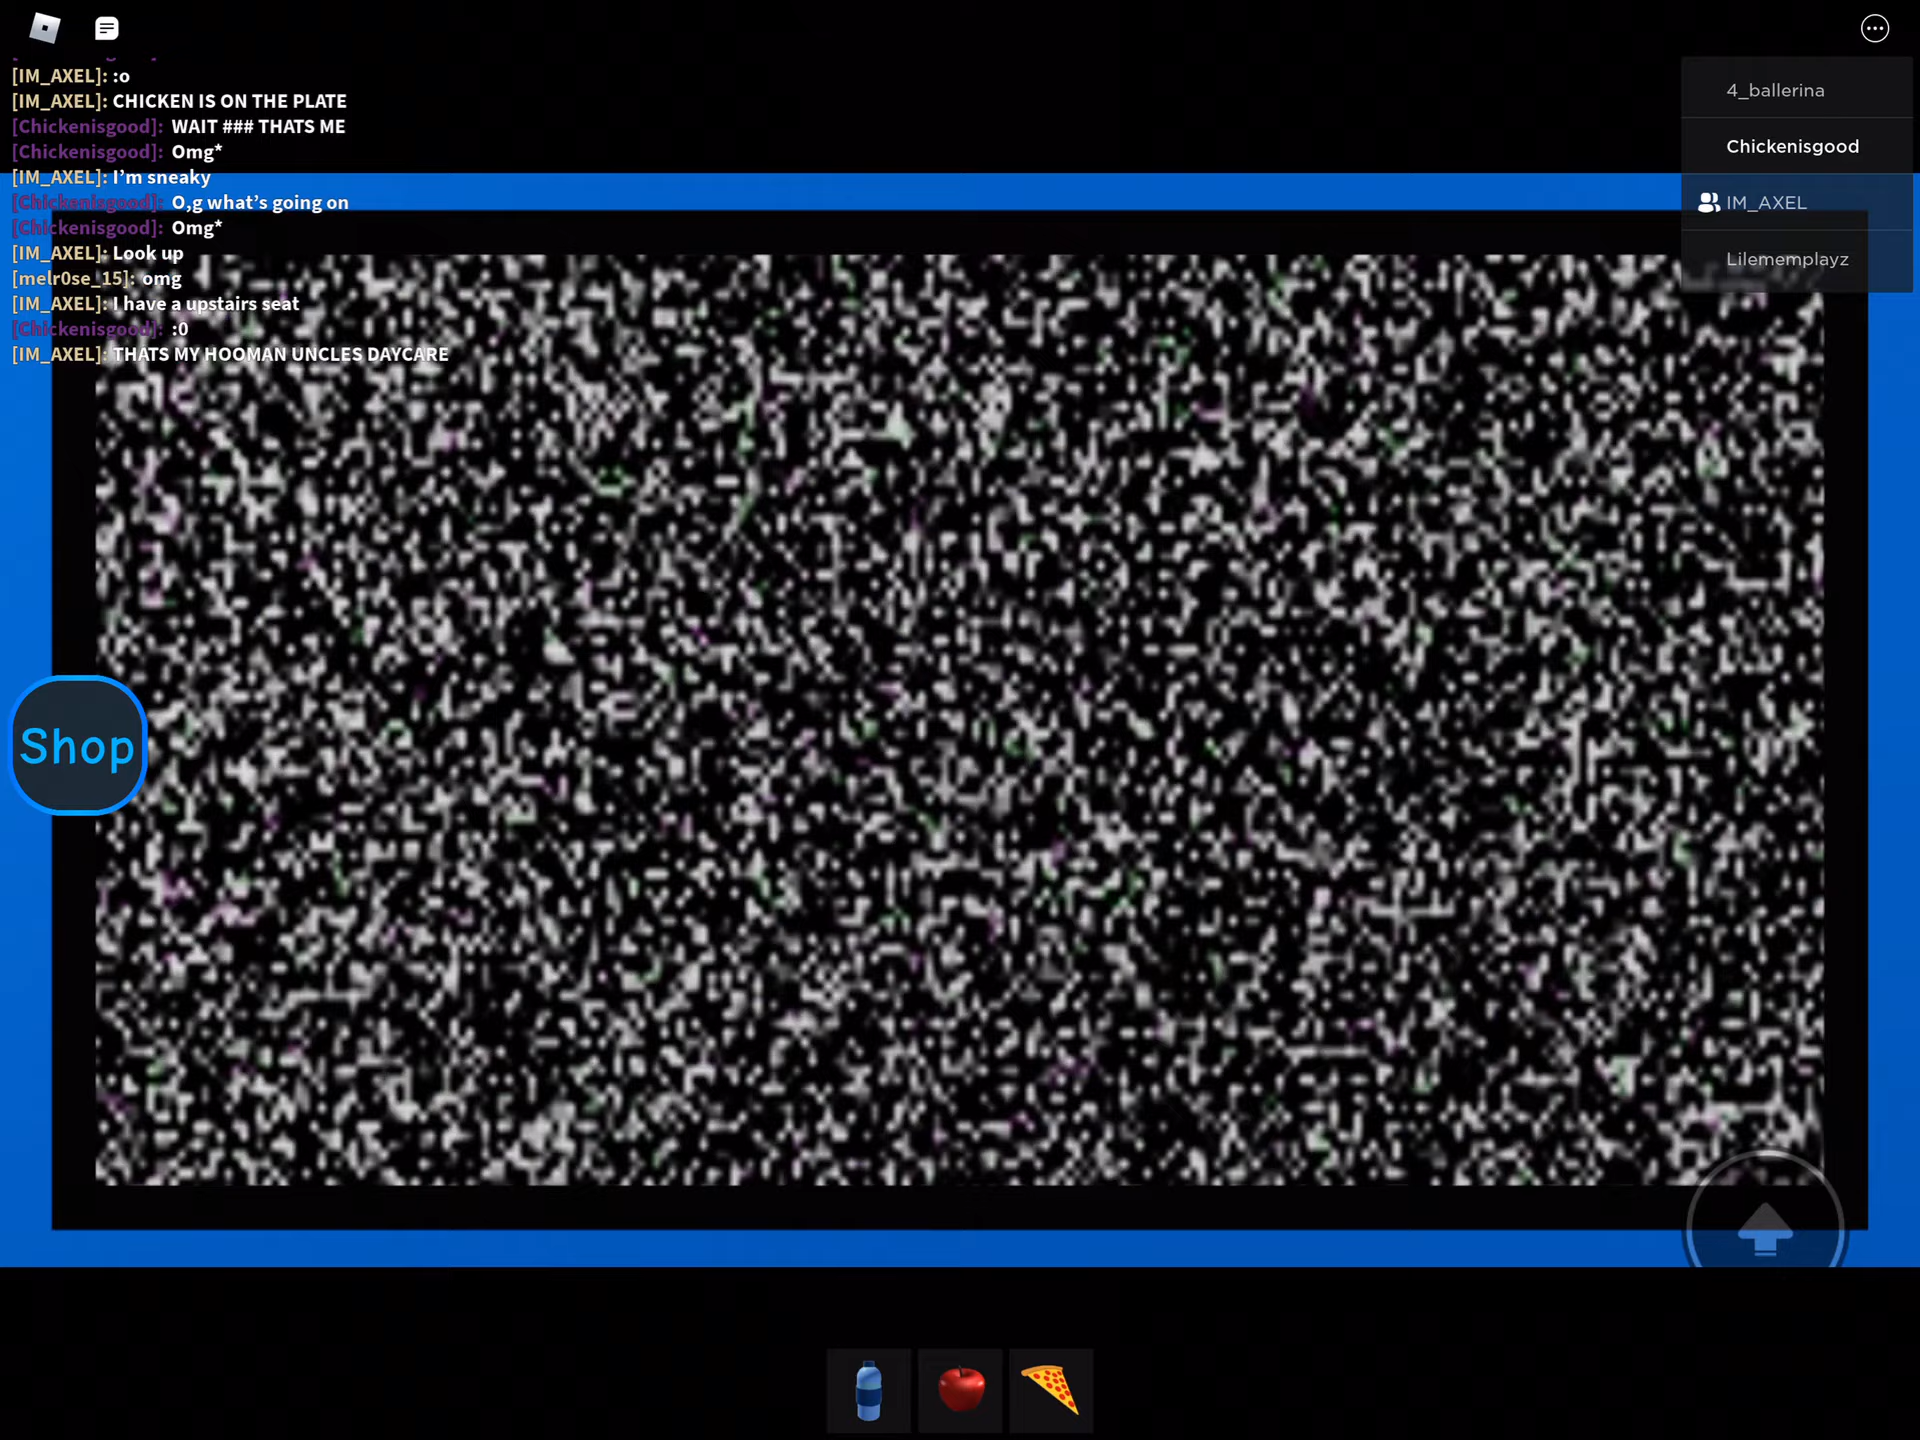 [IM_AXEL]: :o
[IM_AXEL]: CHICKEN IS ON THE PLATE
[Chickenisgood]: WAIT ### THATS ME
[Chickenisgood]: Omg*
[IM_AXEL]: I’m sneaky
[Chickenisgood]: O,g what’s going on
[Chickenisgood]: Omg*
[IM_AXEL]: Look up
[melr0se_15]: omg
[IM_AXEL]: I have a upstairs seat
[Chickenisgood]: :0
[IM_AXEL]: THATS MY HOOMAN UNCLES DAYCARE
4_ballerina
Chickenisgood
IM_AXEL
Lilememplayz
Shop